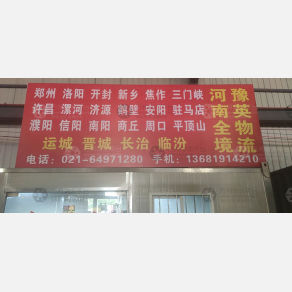 郑州 洛阳 开封 新乡 焦作 三门峡
许昌 漯河 济源 鹤壁 安阳 驻马店
濮阳 信阳 南阳 商丘 周口 平顶山
运城 晋城 长治 临汾
豫英物流
河南全境
电话：021-64971280 手机：13681914210